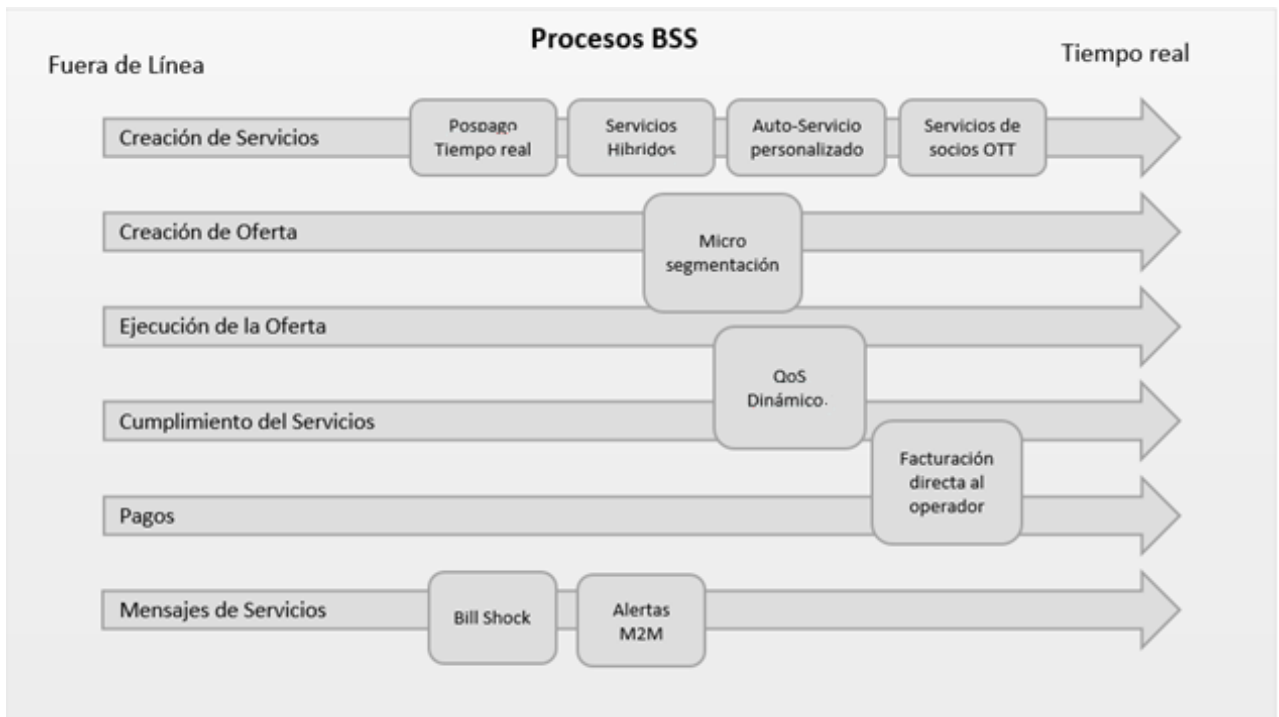 Procesos BSS
Fuera de Línea
Tiempo real
Creación de Servicios
Pospago
Tiempo real
Servicios
Hibridos
Auto-Servicio
personalizado
Servicios de
socios OTT
Creación de Oferta
Micro
segmentación
Ejecución de la Oferta
QoS
Dinámico.
Cumplimiento del Servicios
Facturación
directa al
operador
Pagos
Mensajes de Servicios
Bill Shock
Alertas
M2M